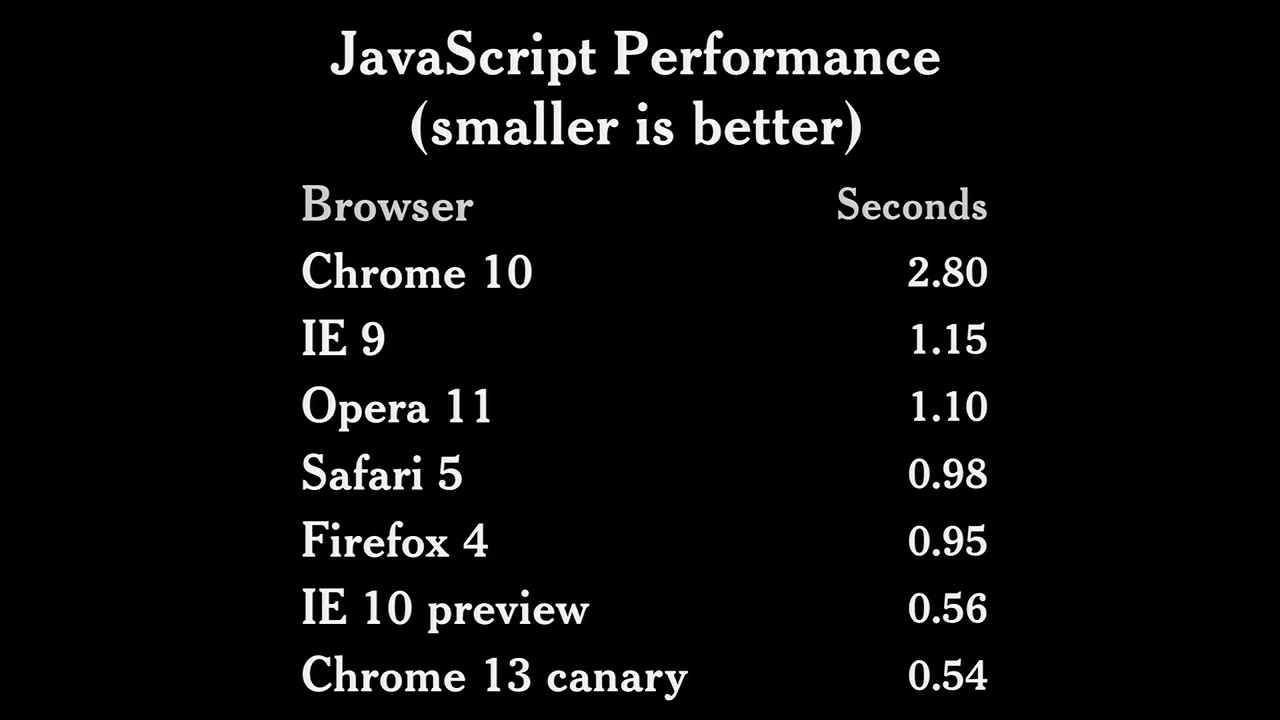 JavaScript Performance
(smaller is better)
Browser Seconds
Chrome 10 2.80
IE 9 1.15
Opera 11 1.10
Safari 5 0.98
Firefox 4 0.95
IE 10 preview 0.56
Chrome 13 canary 0.54